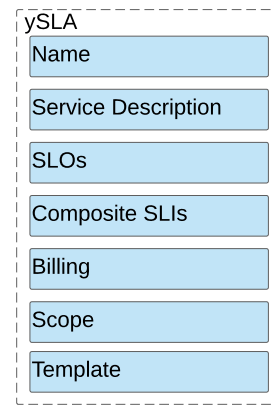 ySLA
Name
Service Description
SLOs
Composite SLIs
Billing
Scope
Template